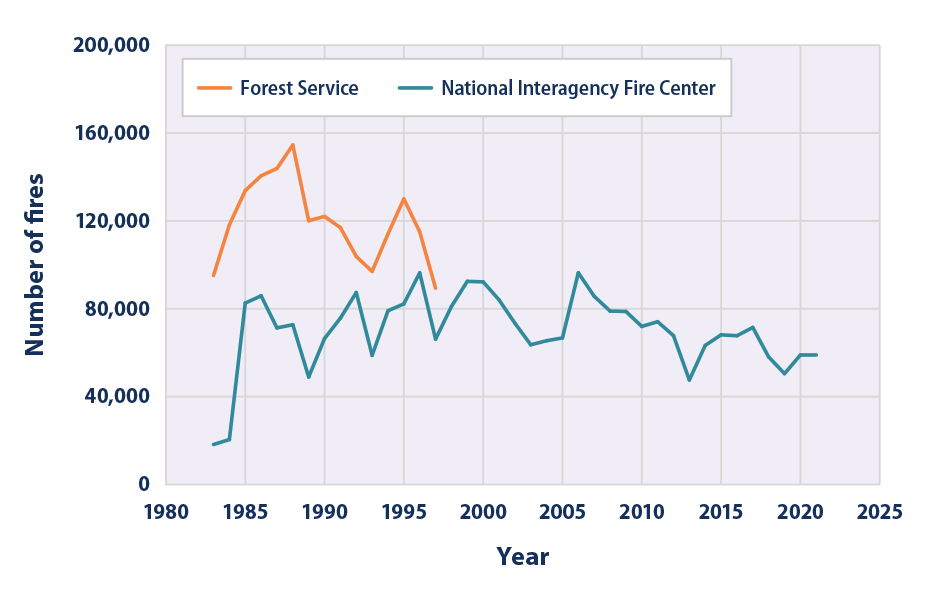 200,000
Forest Service National Interagency Fire Center
160,000
120,000
80,000
40,000
0
Number of fires
1980 1985 1990 1995 2000 2005 2010 2015 2020 2025
Year